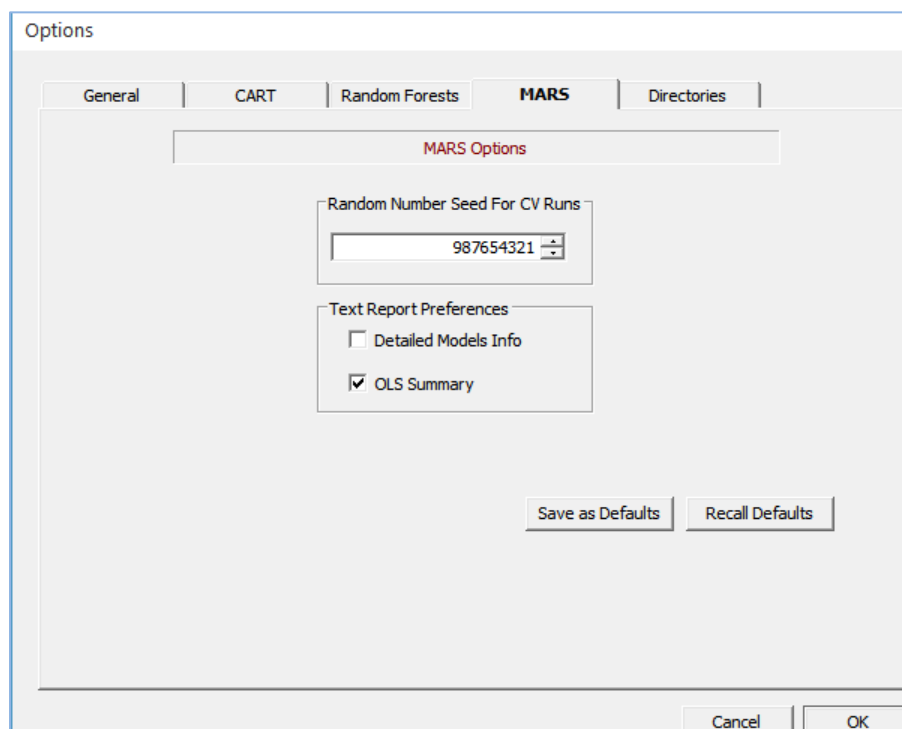 Options
General CART Random Forests MARS Directories
MARS Options
Random Number Seed For CV Runs
987654321
Text Report Preferences
Detailed Models Info
OLS Summary
Save as Defaults Recall Defaults
Cancel OK